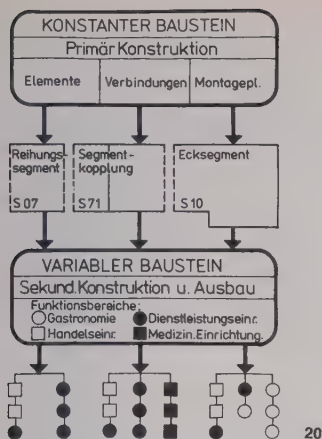 KONSTANTER BAUSTEIN
Primär Konstruktion
Elemente Verbindungen Montagepl.
Reihungs- Segment- Ecksegment
segment kopplung
S 07 S 71 S 10
VARIABLER BAUSTEIN
Sekund. Konstruktion u. Ausbau
Funktionsbereiche:
Gastronomie Dienstleistungseinr.
Handelseinr. Medizin. Einrichtung.
20